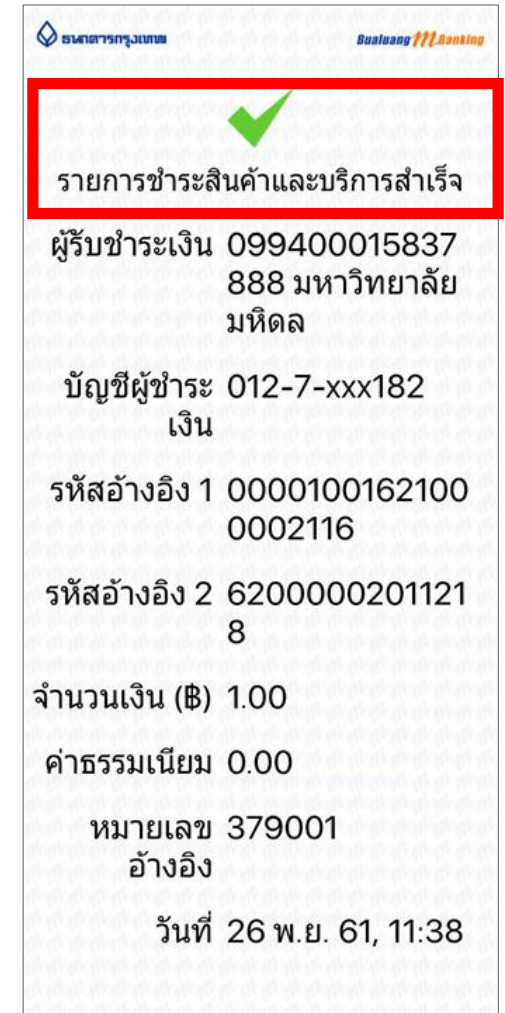 ธนาคารกรุงเทพ Bualuang mBanking
รายการชำระสินค้าและบริการสำเร็จ
ผู้รับชำระเงิน 099400015837
888 มหาวิทยาลัย
มหิดล
บัญชีผู้ชำระ 012-7-xxx182
เงิน
รหัสอ้างอิง 1 0000100162100
0002116
รหัสอ้างอิง 2 6200000201121
8
จำนวนเงิน (฿) 1.00
ค่าธรรมเนียม 0.00
หมายเลข 379001
อ้างอิง
วันที่ 26 พ.ย. 61, 11:38